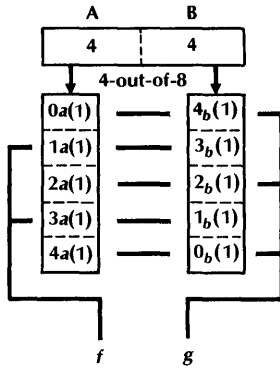 A B
4 4
4-out-of-8
0a(1) 4b(1)
1a(1) 3b(1)
2a(1) 2b(1)
3a(1) 1b(1)
4a(1) 0b(1)
f g